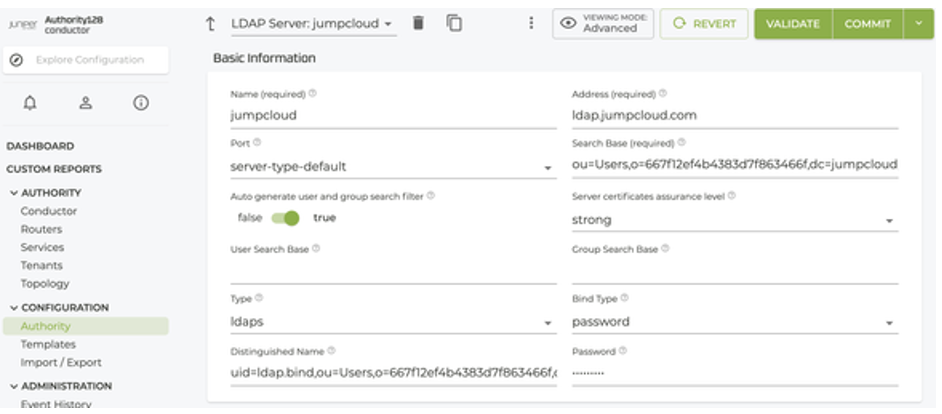 Juniper
Authority128
conductor
LDAP Server: jumpcloud
VIEWING MODE:
Advanced
REVERT
VALIDATE
COMMIT
Explore Configuration
Basic Information
Name (required)
Address (required)
jumpcloud
ldap.jumpcloud.com
Port
Search Base (required)
server-type-default
ou=Users,o=667f12ef4b4383d7f863466f,dc=jumpcloud
Auto generate user and group search filter
Server certificates assurance level
false
true
strong
User Search Base
Group Search Base
Type
Bind Type
ldaps
password
Distinguished Name
Password
uid=ldap.bind,ou=Users,o=667f12ef4b4383d7f863466f,
•••••••••
DASHBOARD
CUSTOM REPORTS
AUTHORITY
Conductor
Routers
Services
Tenants
Topology
CONFIGURATION
Authority
Templates
Import / Export
ADMINISTRATION
Event History